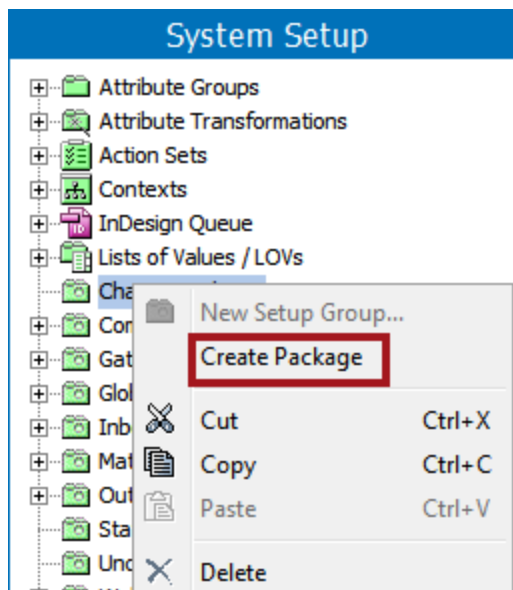 System Setup
Attribute Groups
Attribute Transformations
Action Sets
Contexts
InDesign Queue
Lists of Values / LOVs
New Setup Group...
Create Package
Cut Ctrl+X
Copy Ctrl+C
Paste Ctrl+V
Delete